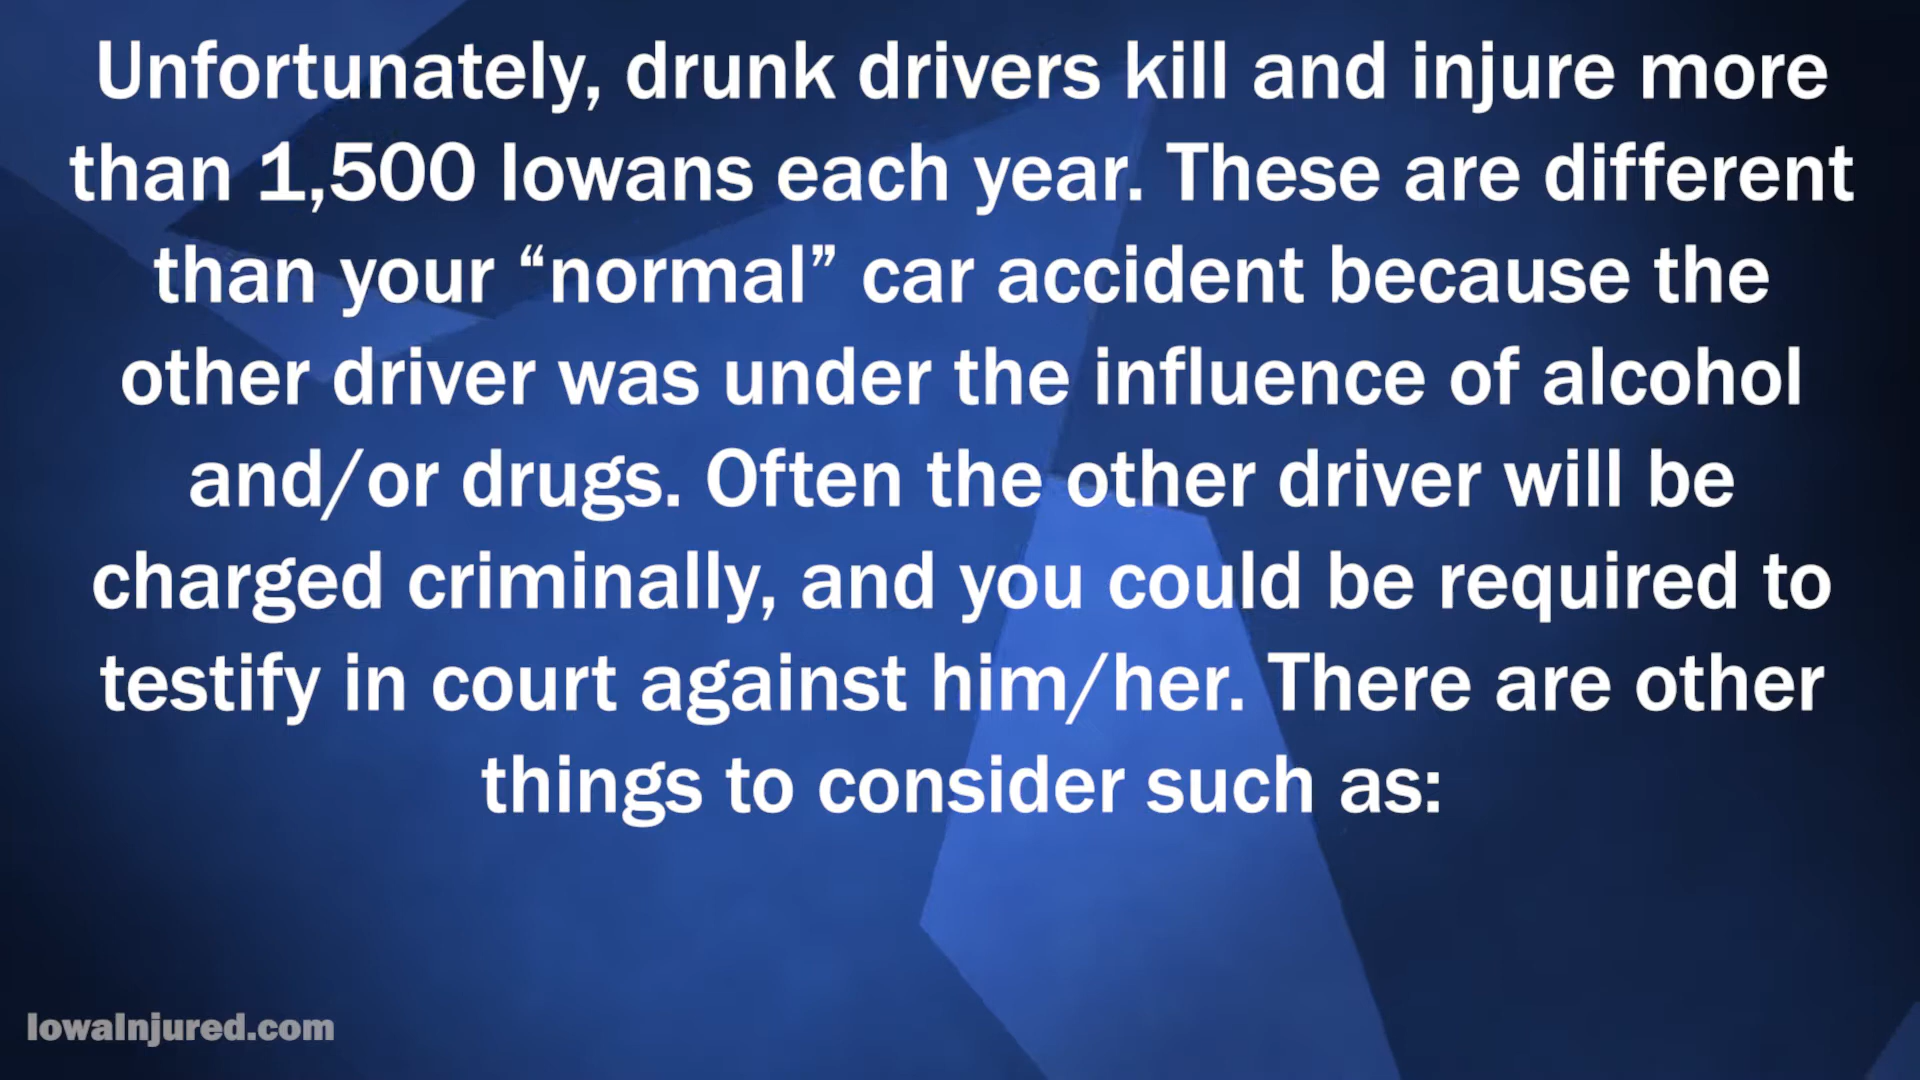 Unfortunately, drunk drivers kill and injure more
than 1,500 Iowans each year. These are different
than your “normal” car accident because the
other driver was under the influence of alcohol
and/or drugs. Often the other driver will be
charged criminally, and you could be required to
testify in court against him/her. There are other
things to consider such as:
IowaInjured.com